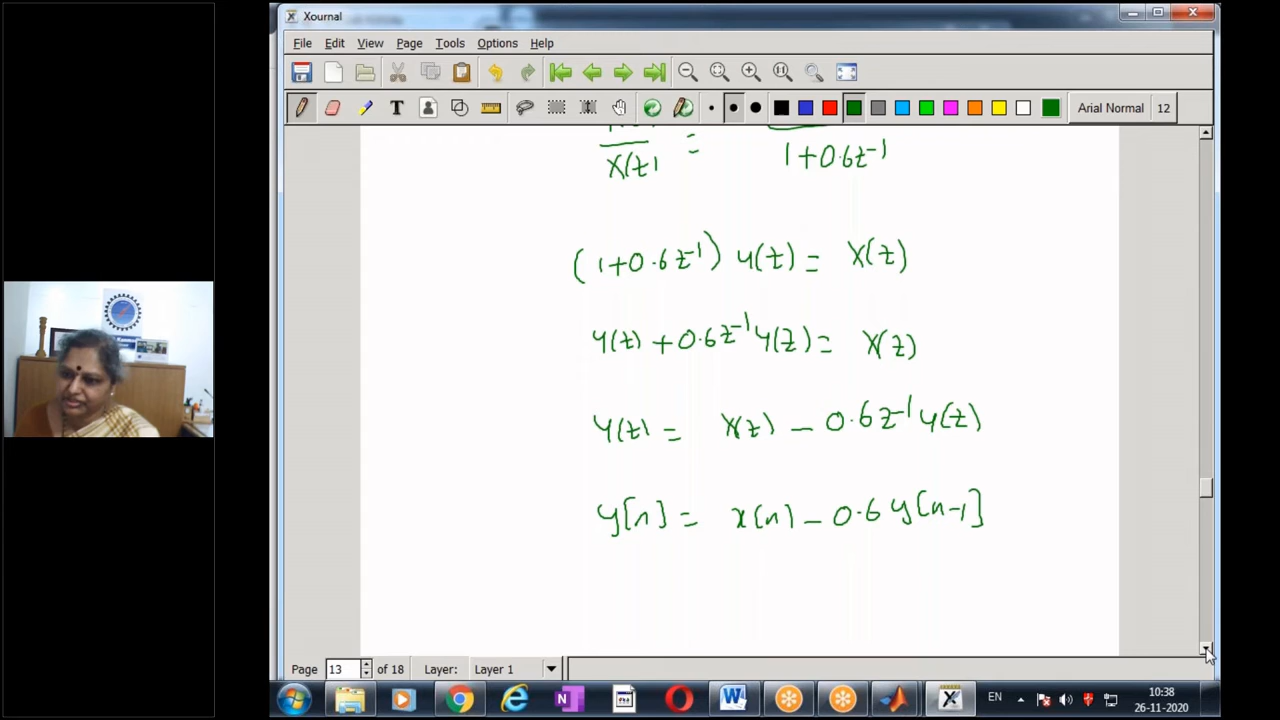 Xournal
File Edit View Page Tools Options Help
Arial Normal 12
X(z) = 1+0.6z⁻¹
(1+0.6z⁻¹) Y(z) = X(z)
Y(z) + 0.6z⁻¹Y(z) = X(z)
Y(z) = X(z) - 0.6z⁻¹Y(z)
y[n] = x[n] - 0.6y[n-1]
Page 13 of 18 Layer: Layer 1
EN 10:38
26-11-2020